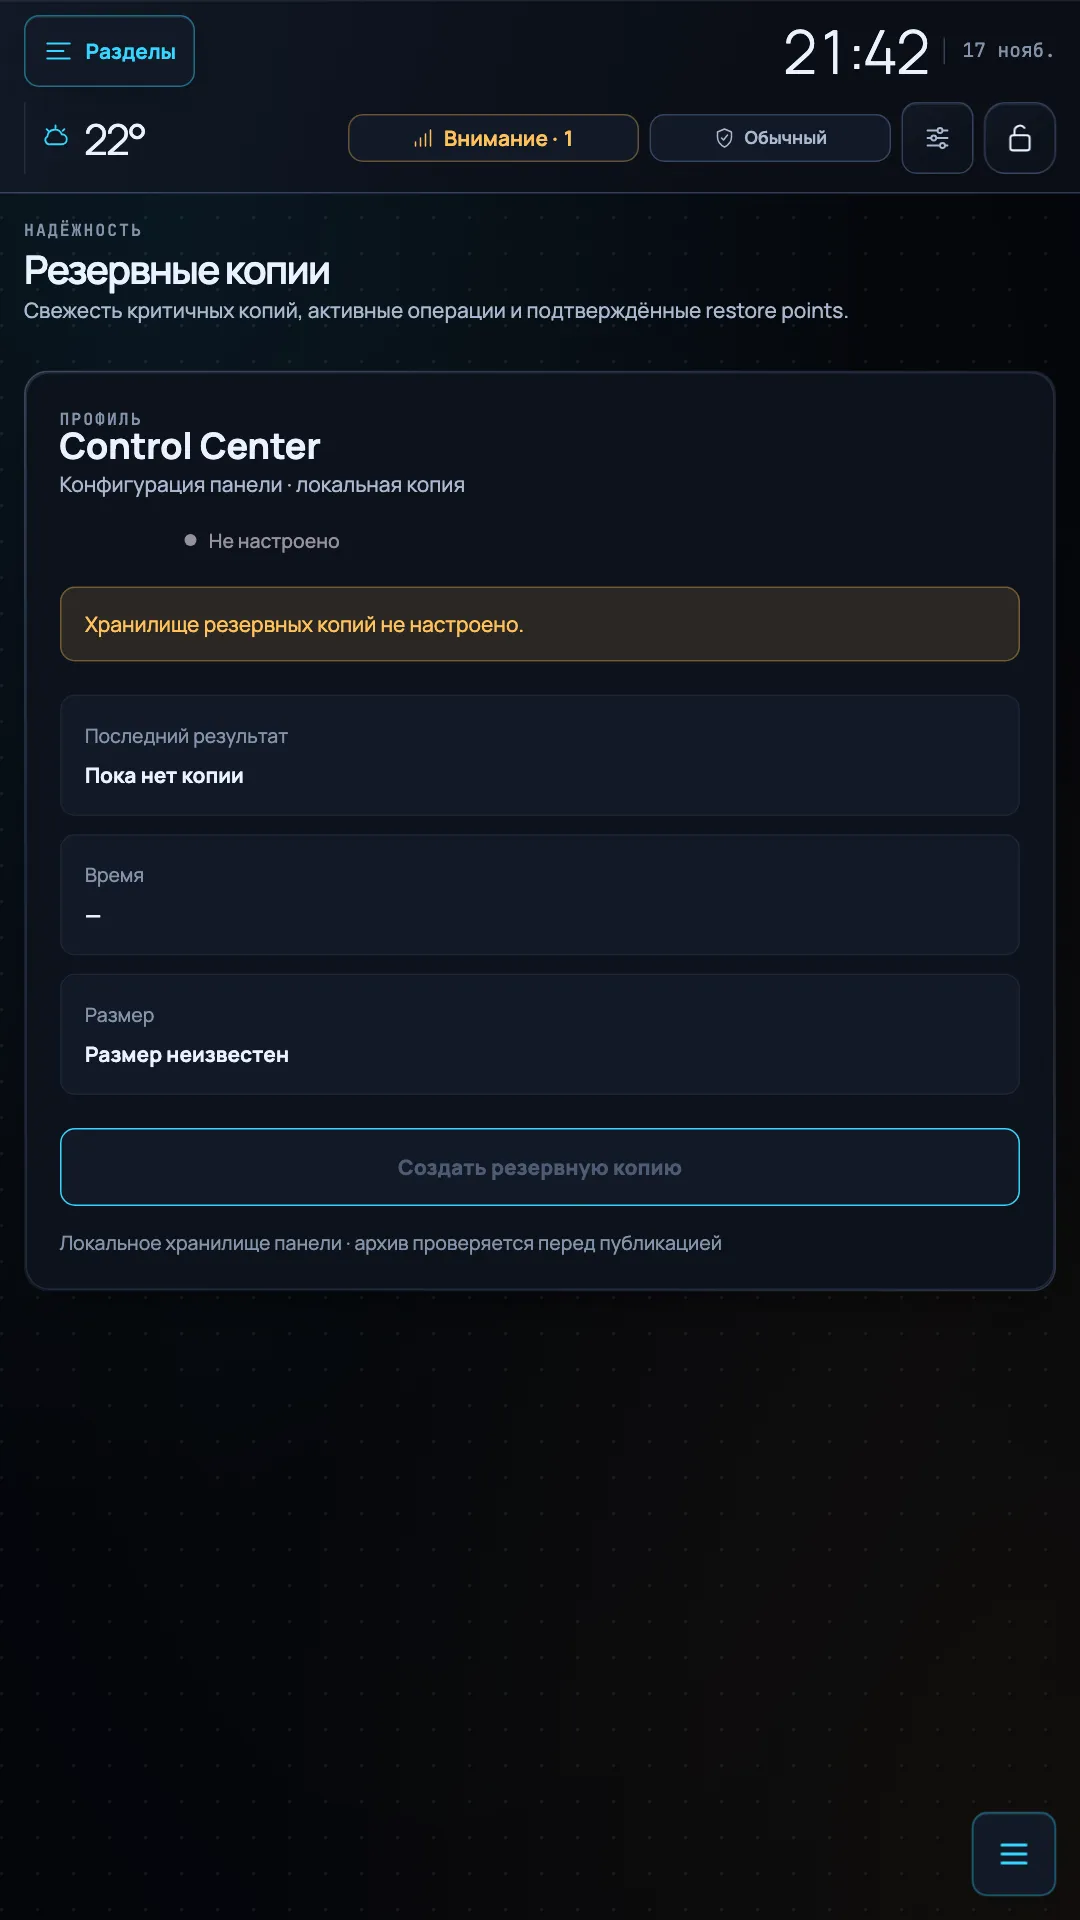 Разделы
21:42
17 нояб.
22°
Внимание · 1
Обычный
НАДЁЖНОСТЬ
Резервные копии
Свежесть критичных копий, активные операции и подтверждённые restore points.
ПРОФИЛЬ
Control Center
Конфигурация панели · локальная копия
Не настроено
Хранилище резервных копий не настроено.
Последний результат
Пока нет копии
Время
—
Размер
Размер неизвестен
Создать резервную копию
Локальное хранилище панели · архив проверяется перед публикацией